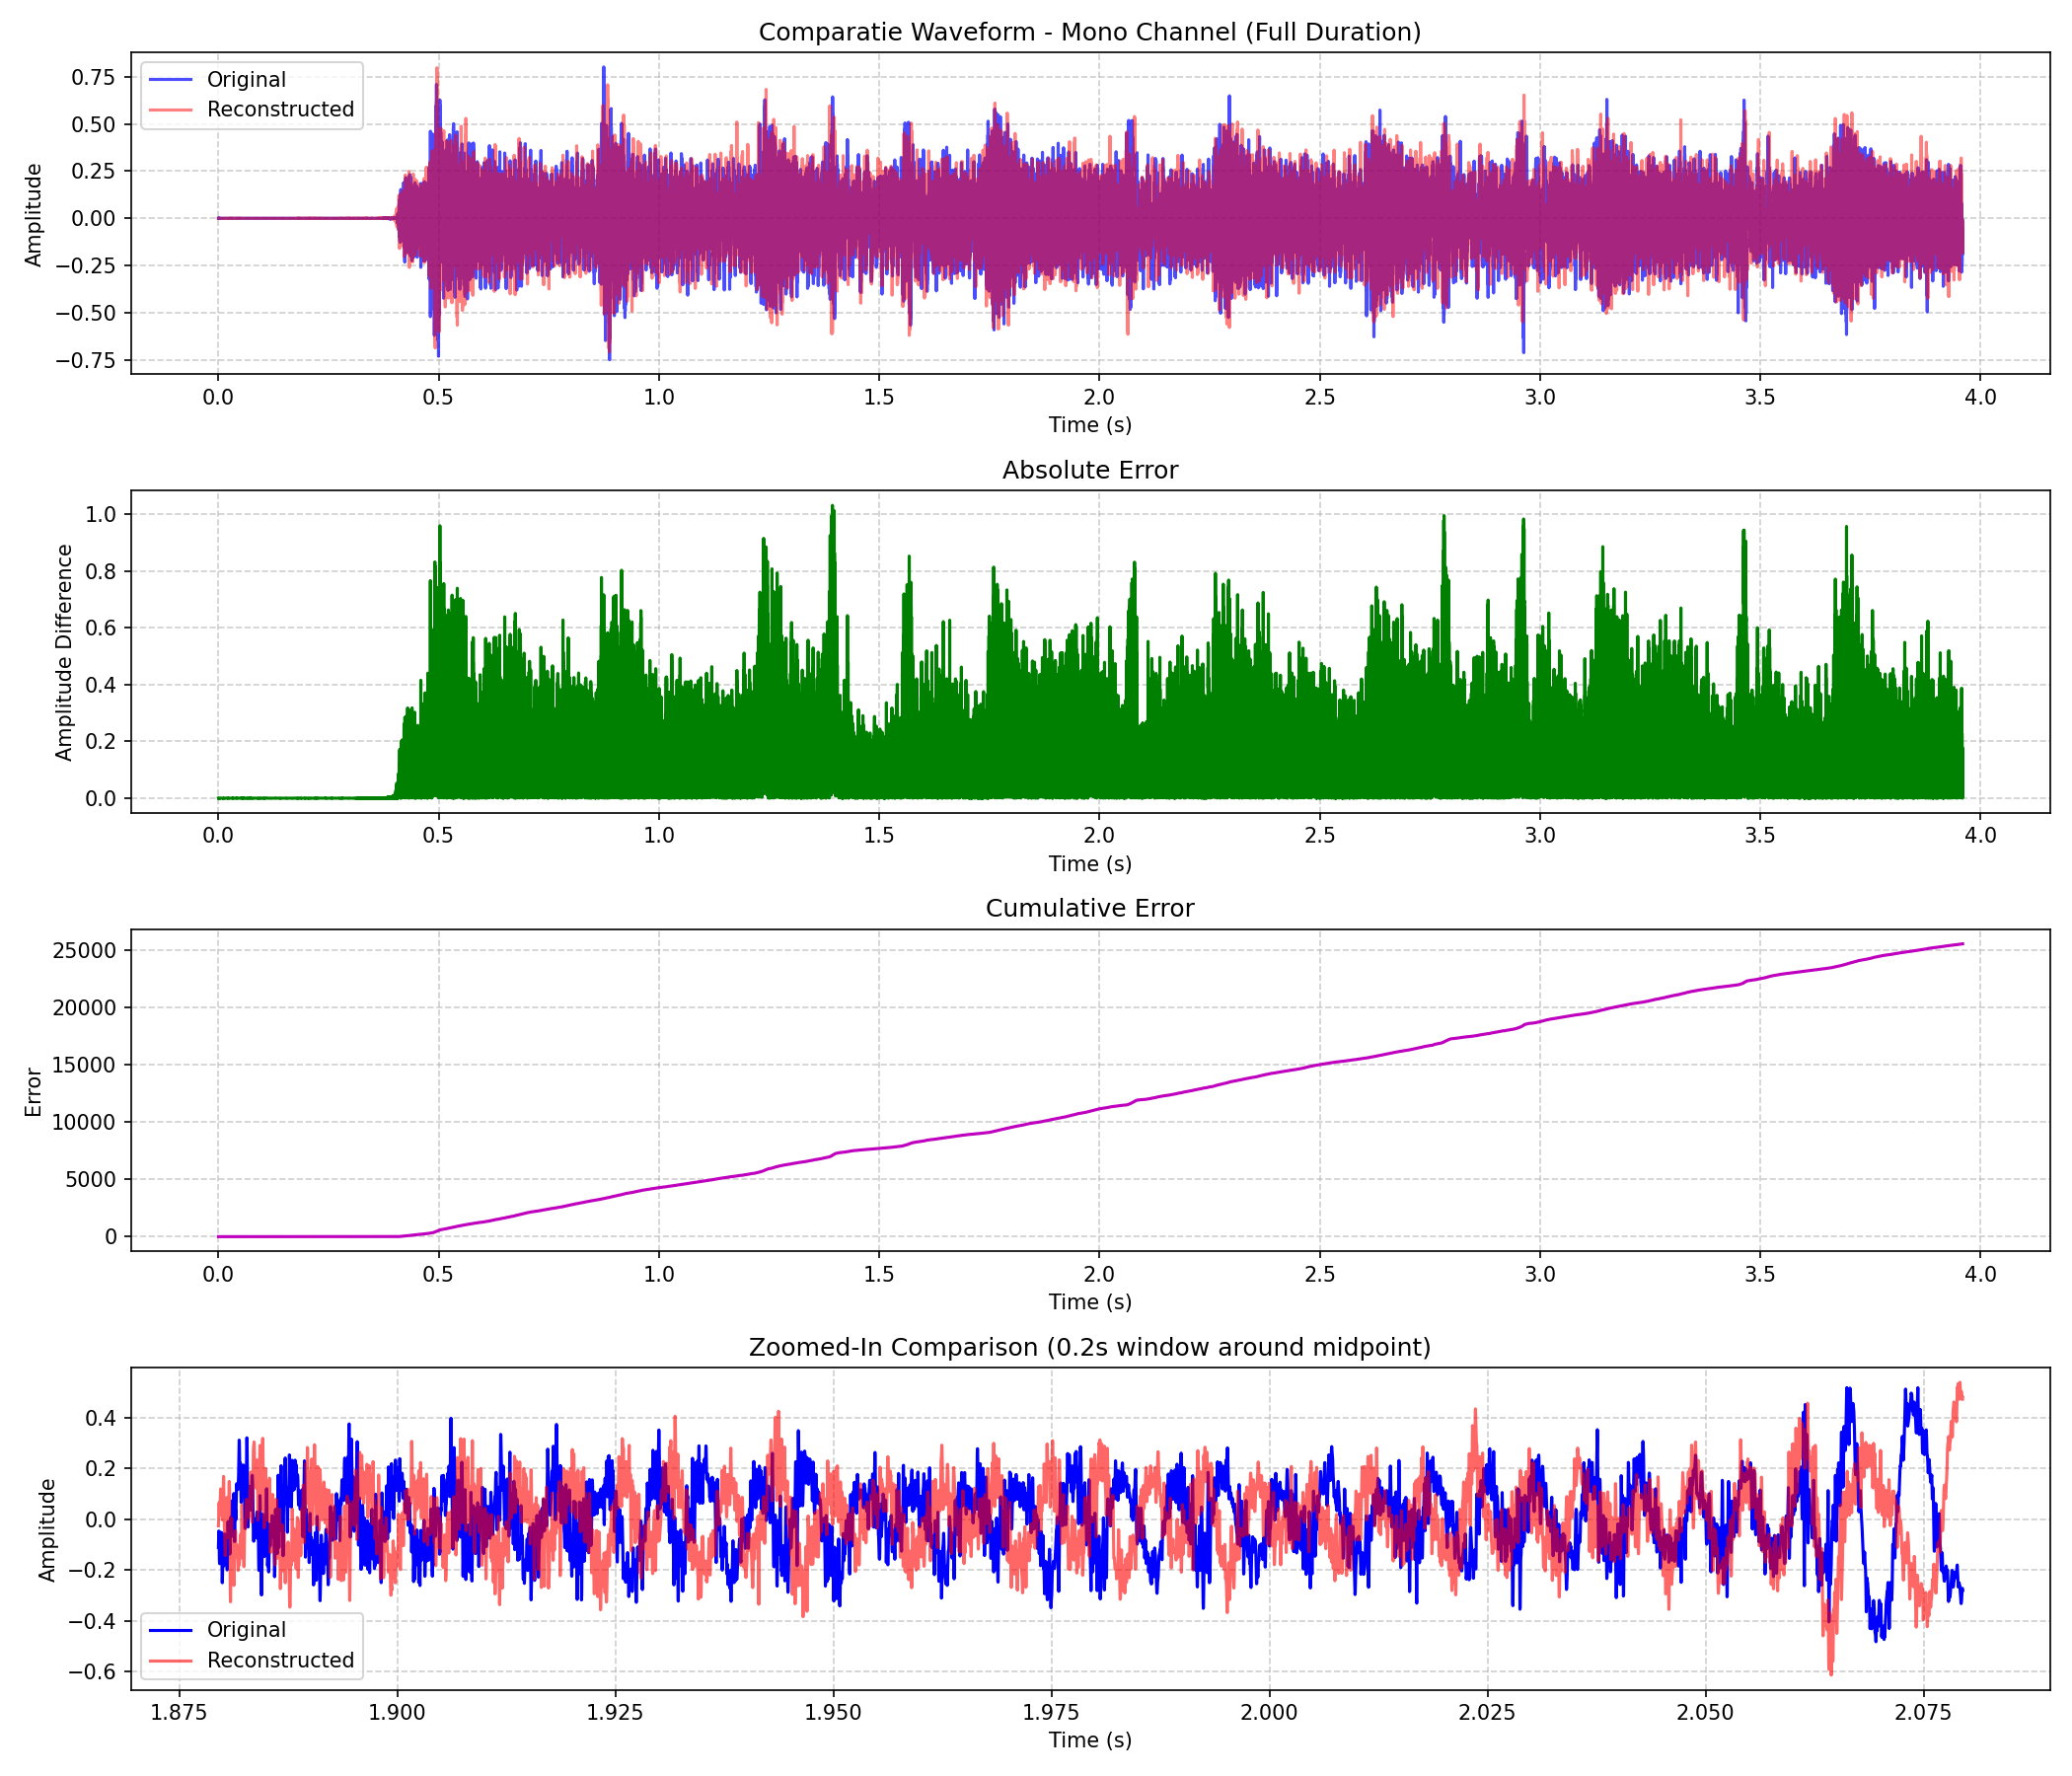 Comparatie Waveform - Mono Channel (Full Duration)
Original
Reconstructed
Amplitude
0.75
0.50
0.25
0.00
−0.25
−0.50
−0.75
0.0 0.5 1.0 1.5 2.0 2.5 3.0 3.5 4.0
Time (s)
Absolute Error
Amplitude Difference
1.0
0.8
0.6
0.4
0.2
0.0
0.0 0.5 1.0 1.5 2.0 2.5 3.0 3.5 4.0
Time (s)
Cumulative Error
Error
25000
20000
15000
10000
5000
0
0.0 0.5 1.0 1.5 2.0 2.5 3.0 3.5 4.0
Time (s)
Zoomed-In Comparison (0.2s window around midpoint)
Amplitude
0.4
0.2
0.0
−0.2
−0.4
−0.6
Original
Reconstructed
1.875 1.900 1.925 1.950 1.975 2.000 2.025 2.050 2.075
Time (s)